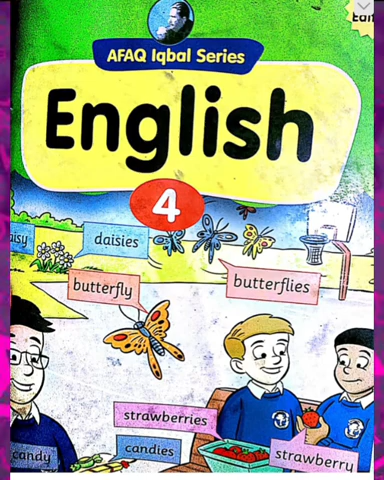 AFAQ Iqbal Series
English
4
daisies
butterfly
butterflies
strawberries
candy
candies
strawberry